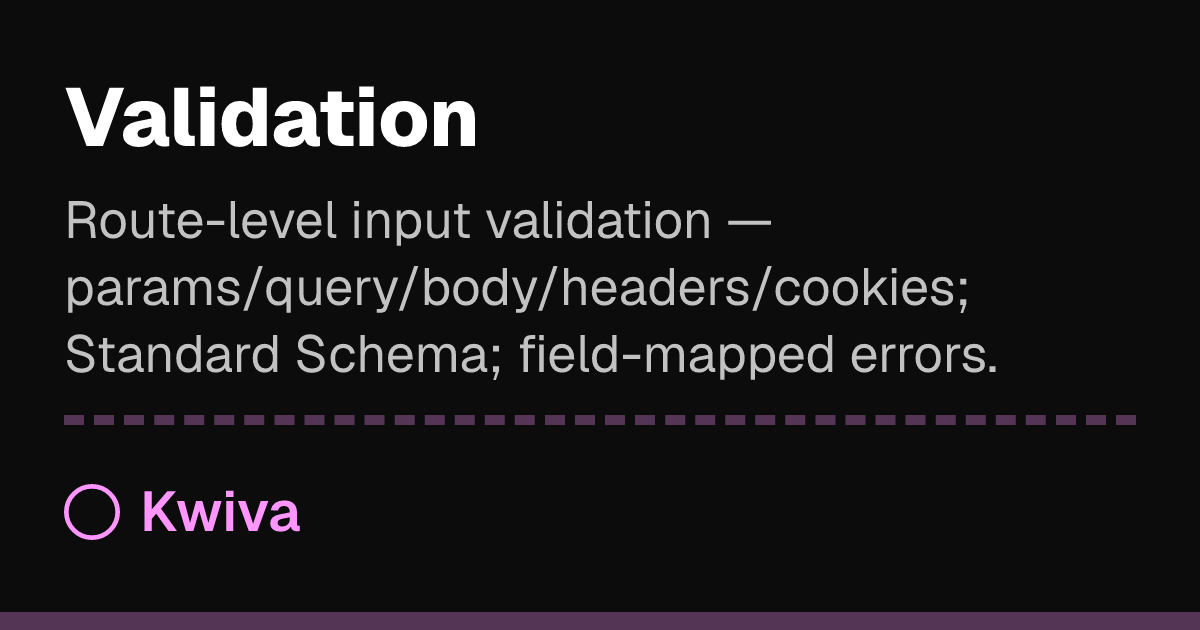 Validation
Route-level input validation —
params/query/body/headers/cookies;
Standard Schema; field-mapped errors.
Kwiva